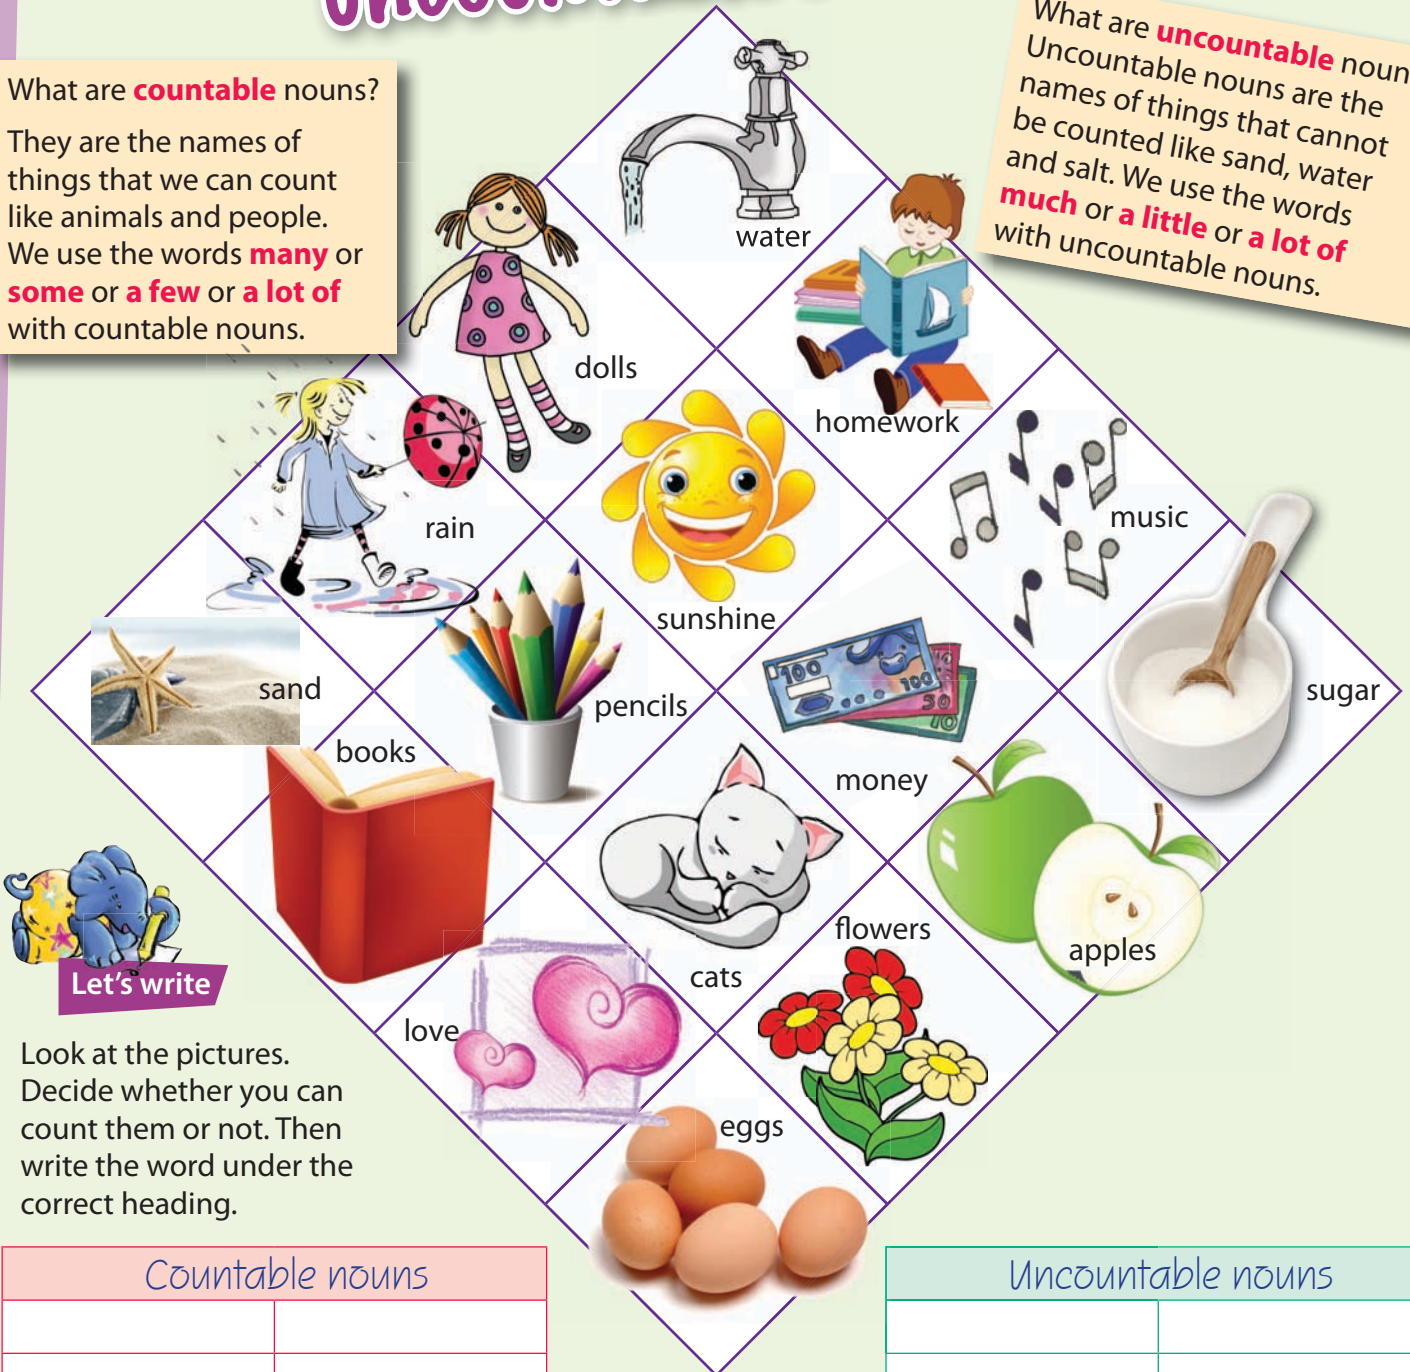 What are countable nouns?
They are the names of
things that we can count
like animals and people.
We use the words many or
some or a few or a lot of
with countable nouns.
What are uncountable noun
Uncountable nouns are the
names of things that cannot
be counted like sand, water
and salt. We use the words
much or a little or a lot of
with uncountable nouns.
water
dolls
homework
rain
music
sunshine
sand
pencils
sugar
books
money
100
100
50
10
flowers
apples
cats
love
eggs
Let's write
Look at the pictures.
Decide whether you can
count them or not. Then
write the word under the
correct heading.
Countable nouns
Uncountable nouns